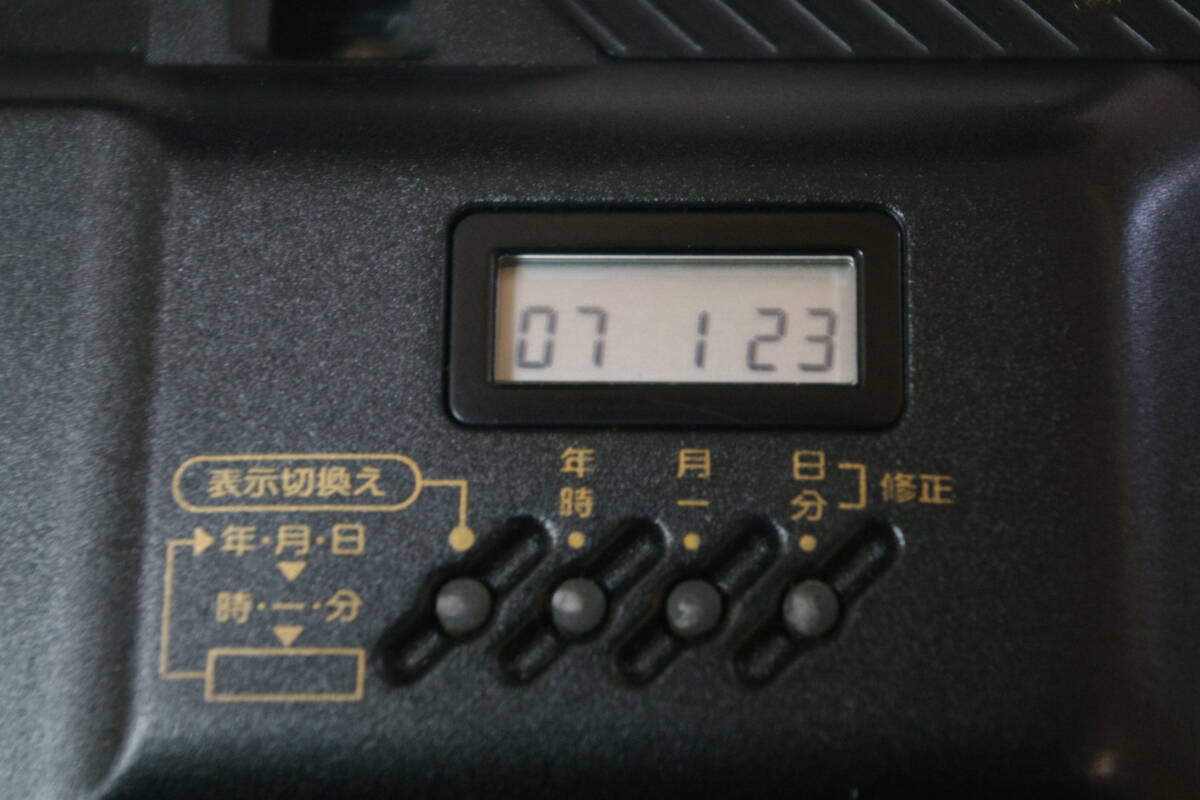 07 1 23
年 月 日
時 ー 分
修正
表示切換え
年・月・日
時・ー・分